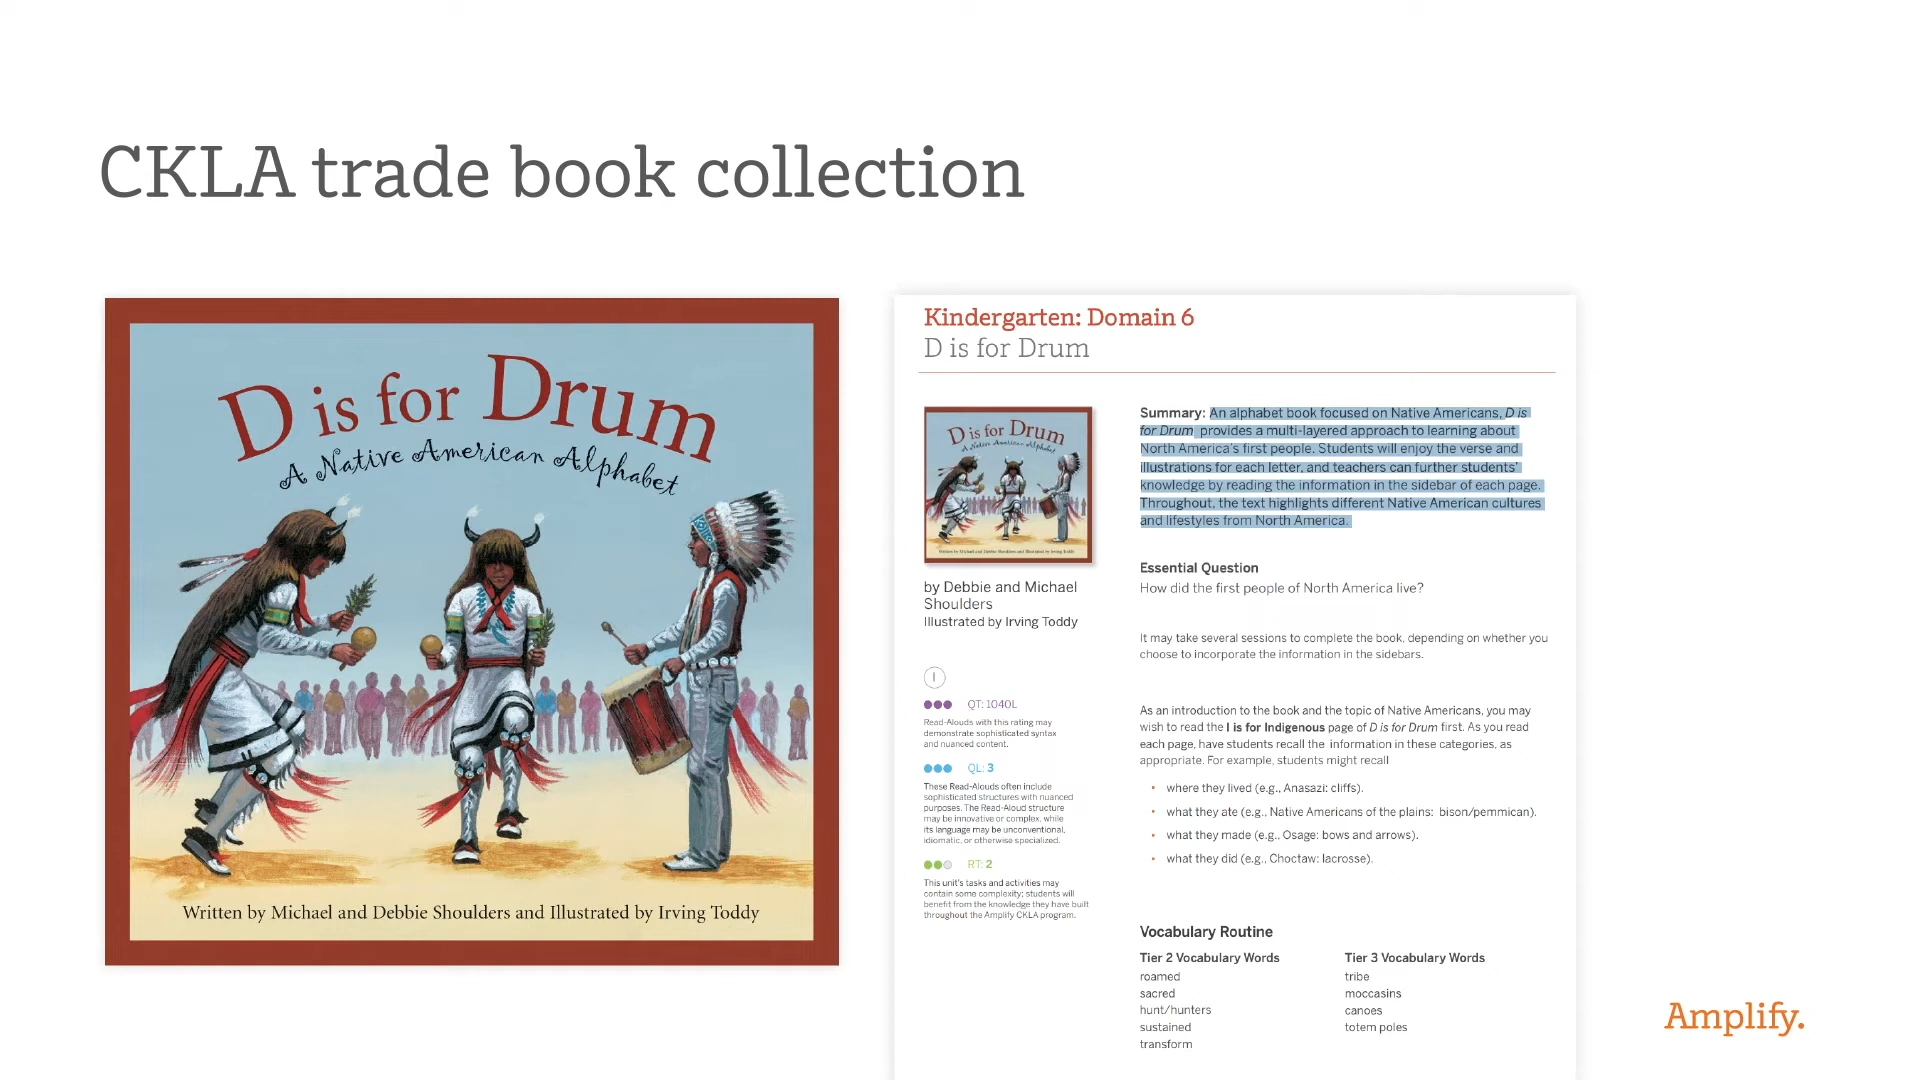 CKLA trade book collection
D is for Drum
A Native American Alphabet
Written by Michael and Debbie Shoulders and Illustrated by Irving Toddy
Kindergarten: Domain 6
D is for Drum
D is for Drum
A Native American Alphabet
Written by Michael and Debbie Shoulders and Illustrated by Irving Toddy
by Debbie and Michael
Shoulders
Illustrated by Irving Toddy
I
QT: 1040L
Read-Alouds with this rating may
demonstrate sophisticated syntax
and nuanced content.
QL: 3
These Read-Alouds often include
sophisticated structures with nuanced
purposes. The Read-Aloud structure
may be innovative or complex, while
its language may be unconventional,
idiomatic, or otherwise specialized.
RT: 2
This unit's tasks and activities may
contain some complexity; students will
benefit from the knowledge they have built
throughout the Amplify CKLA program.
Summary: An alphabet book focused on Native Americans, D is
for Drum provides a multi-layered approach to learning about
North America's first people. Students will enjoy the verse and
illustrations for each letter, and teachers can further students'
knowledge by reading the information in the sidebar of each page.
Throughout, the text highlights different Native American cultures
and lifestyles from North America.
Essential Question
How did the first people of North America live?
It may take several sessions to complete the book, depending on whether you
choose to incorporate the information in the sidebars.
As an introduction to the book and the topic of Native Americans, you may
wish to read the I is for Indigenous page of D is for Drum first. As you read
each page, have students recall the information in these categories, as
appropriate. For example, students might recall
• where they lived (e.g., Anasazi: cliffs).
• what they ate (e.g., Native Americans of the plains: bison/pemmican).
• what they made (e.g., Osage: bows and arrows).
• what they did (e.g., Choctaw: lacrosse).
Vocabulary Routine
Tier 2 Vocabulary Words
roamed
sacred
hunt/hunters
sustained
transform
Tier 3 Vocabulary Words
tribe
moccasins
canoes
totem poles
Amplify.